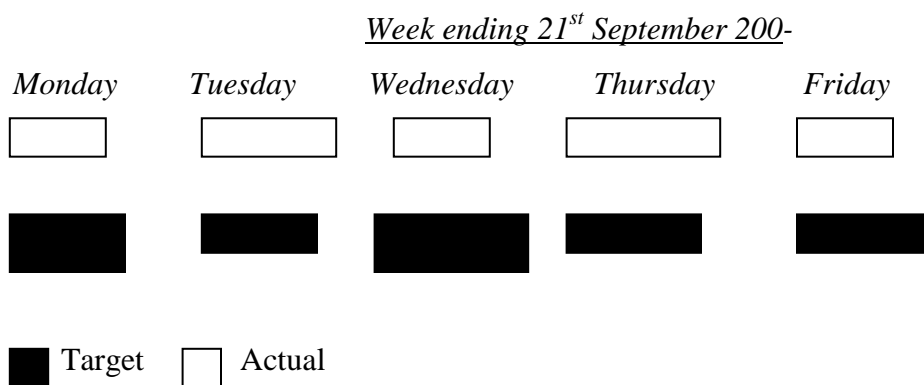 Week ending 21st September 200-
Monday Tuesday Wednesday Thursday Friday
Target Actual